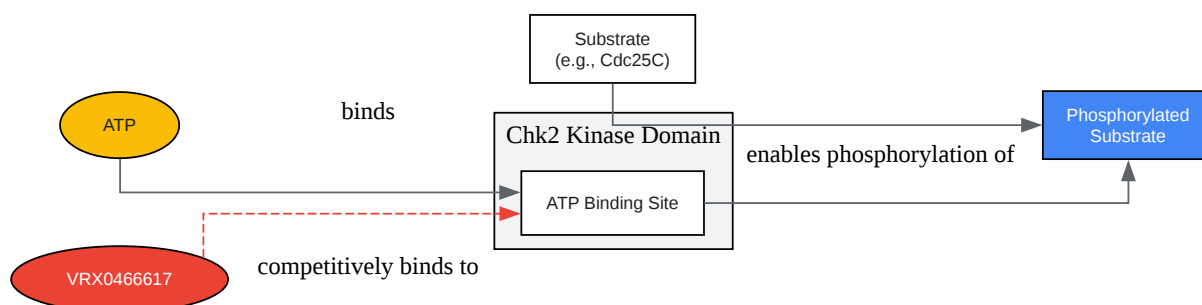 Substrate
(e.g., Cdc25C)
ATP
binds
Chk2 Kinase Domain
Phosphorylated
Substrate
enables phosphorylation of
ATP Binding Site
competitively binds to
VRX0466617